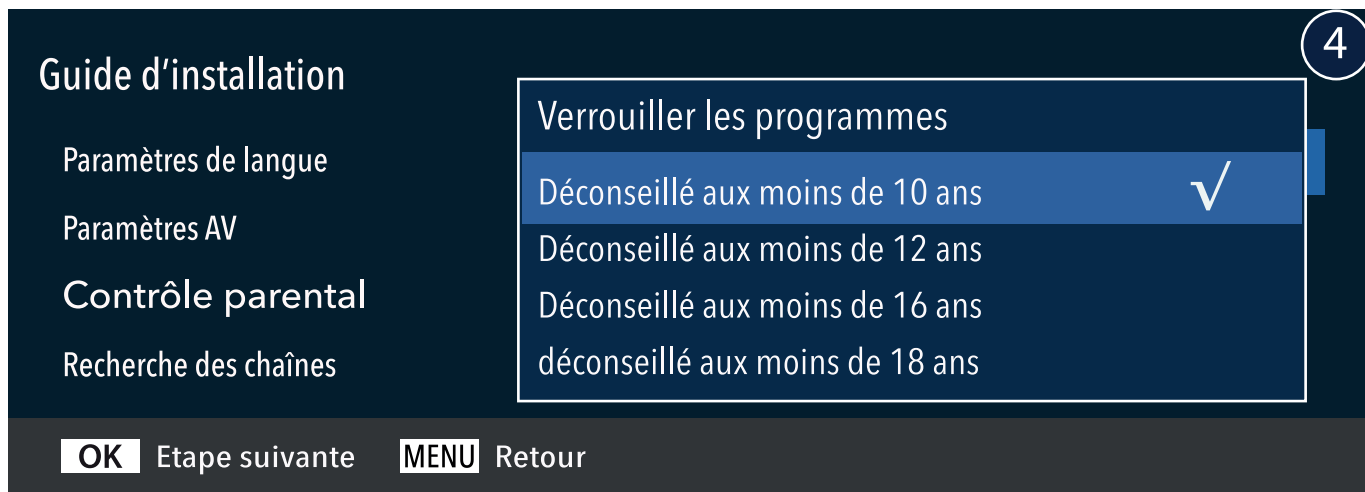 4
Guide d’installation
Paramètres de langue
Paramètres AV
Contrôle parental
Recherche des chaînes
Verrouiller les programmes
Déconseillé aux moins de 10 ans √
Déconseillé aux moins de 12 ans
Déconseillé aux moins de 16 ans
déconseillé aux moins de 18 ans
OK Etape suivante MENU Retour